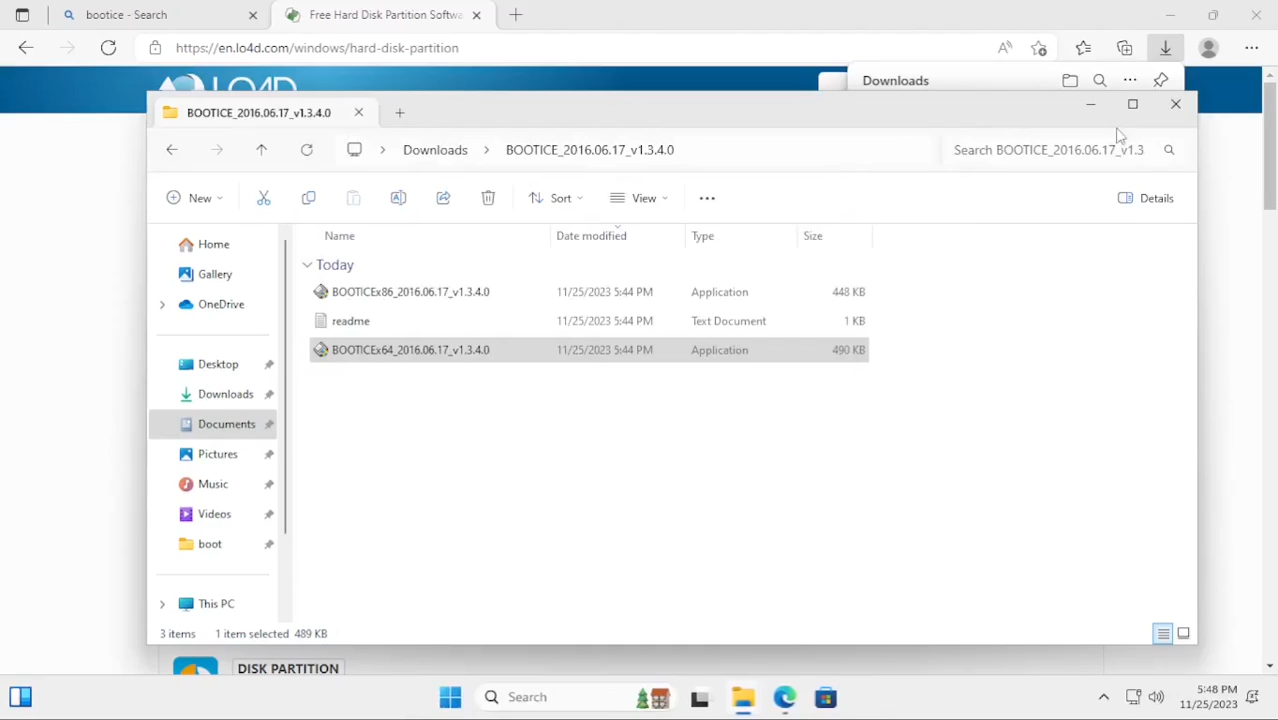 bootice - Search
Free Hard Disk Partition Softwa
https://en.lo4d.com/windows/hard-disk-partition
LO4D
Downloads
BOOTICE_2016.06.17_v1.3.4.0
Downloads > BOOTICE_2016.06.17_v1.3.4.0
Search BOOTICE_2016.06.17_v1.3
New
Sort
View
Details
Name Date modified Type Size
Today
BOOTICEx86_2016.06.17_v1.3.4.0 11/25/2023 5:44 PM Application 448 KB
readme 11/25/2023 5:44 PM Text Document 1 KB
BOOTICEx64_2016.06.17_v1.3.4.0 11/25/2023 5:44 PM Application 490 KB
Home
Gallery
OneDrive
Desktop
Downloads
Documents
Pictures
Music
Videos
boot
This PC
3 items 1 item selected 489 KB
DISK PARTITION
Search
5:48 PM
11/25/2023